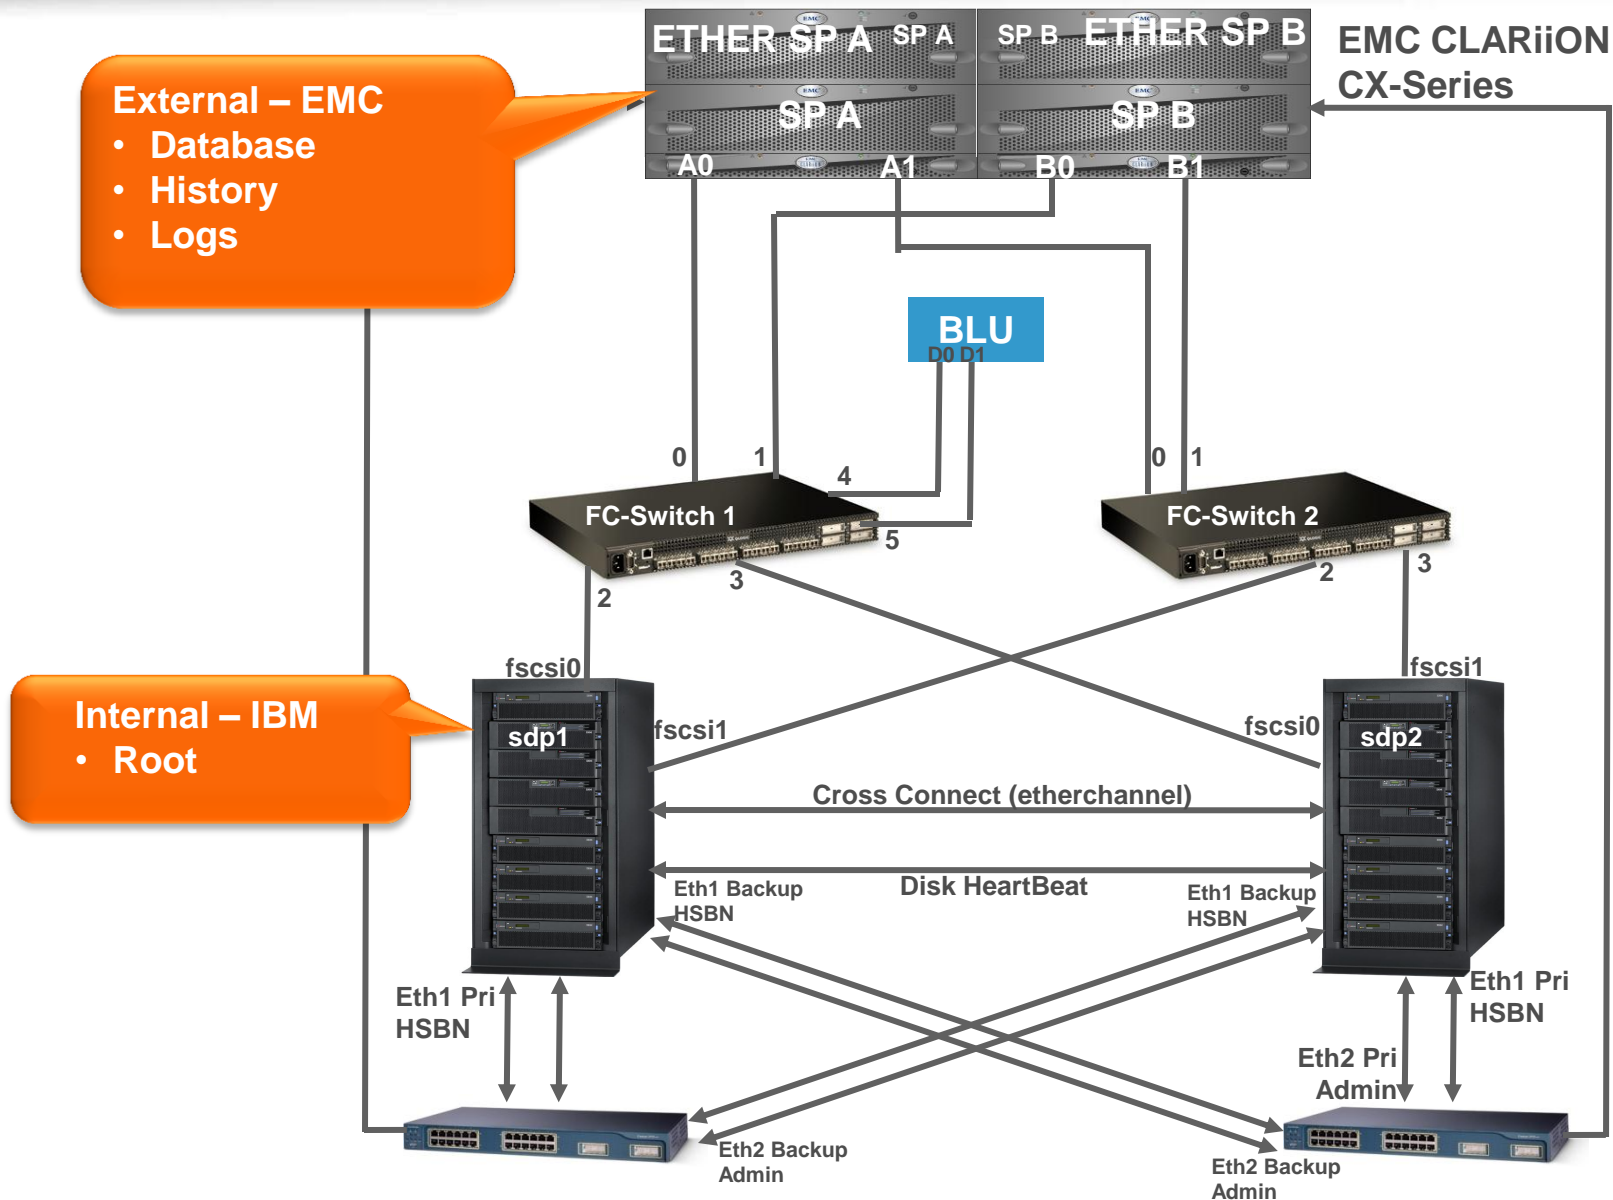 ETHER SP A
SP A
SP B
ETHER SP B
EMC CLARiiON
CX-Series
External – EMC
• Database
• History
• Logs
SP A
SP B
A0
A1
B0
B1
BLU
D0 D1
0
1
4
0
1
FC-Switch 1
5
FC-Switch 2
2
3
2
3
fscsi0
fscsi1
Internal – IBM
• Root
sdp1
fscsi1
fscsi0
sdp2
Cross Connect (etherchannel)
Disk HeartBeat
Eth1 Backup
HSBN
Eth1 Backup
HSBN
Eth1 Pri
HSBN
Eth1 Pri
HSBN
Eth2 Pri
Admin
Eth2 Backup
Admin
Eth2 Backup
Admin